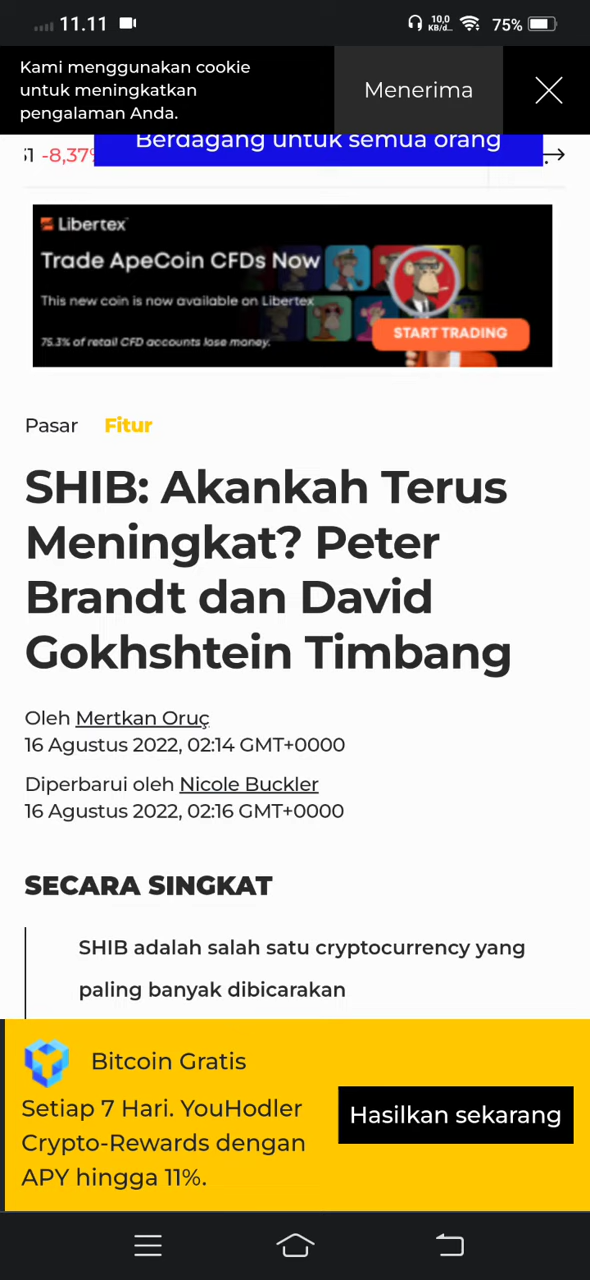 11.11
10,0
KB/d...
75%
Kami menggunakan cookie
untuk meningkatkan
pengalaman Anda.
Menerima
-8,37%
Berdagang untuk semua orang
Libertex
Trade ApeCoin CFDs Now
This new coin is now available on Libertex
75.3% of retail CFD accounts lose money.
START TRADING
Pasar Fitur
SHIB: Akankah Terus
Meningkat? Peter
Brandt dan David
Gokhshtein Timbang
Oleh Mertkan Oruç
16 Agustus 2022, 02:14 GMT+0000
Diperbarui oleh Nicole Buckler
16 Agustus 2022, 02:16 GMT+0000
SECARA SINGKAT
SHIB adalah salah satu cryptocurrency yang
paling banyak dibicarakan
Bitcoin Gratis
Setiap 7 Hari. YouHodler
Crypto-Rewards dengan
APY hingga 11%.
Hasilkan sekarang